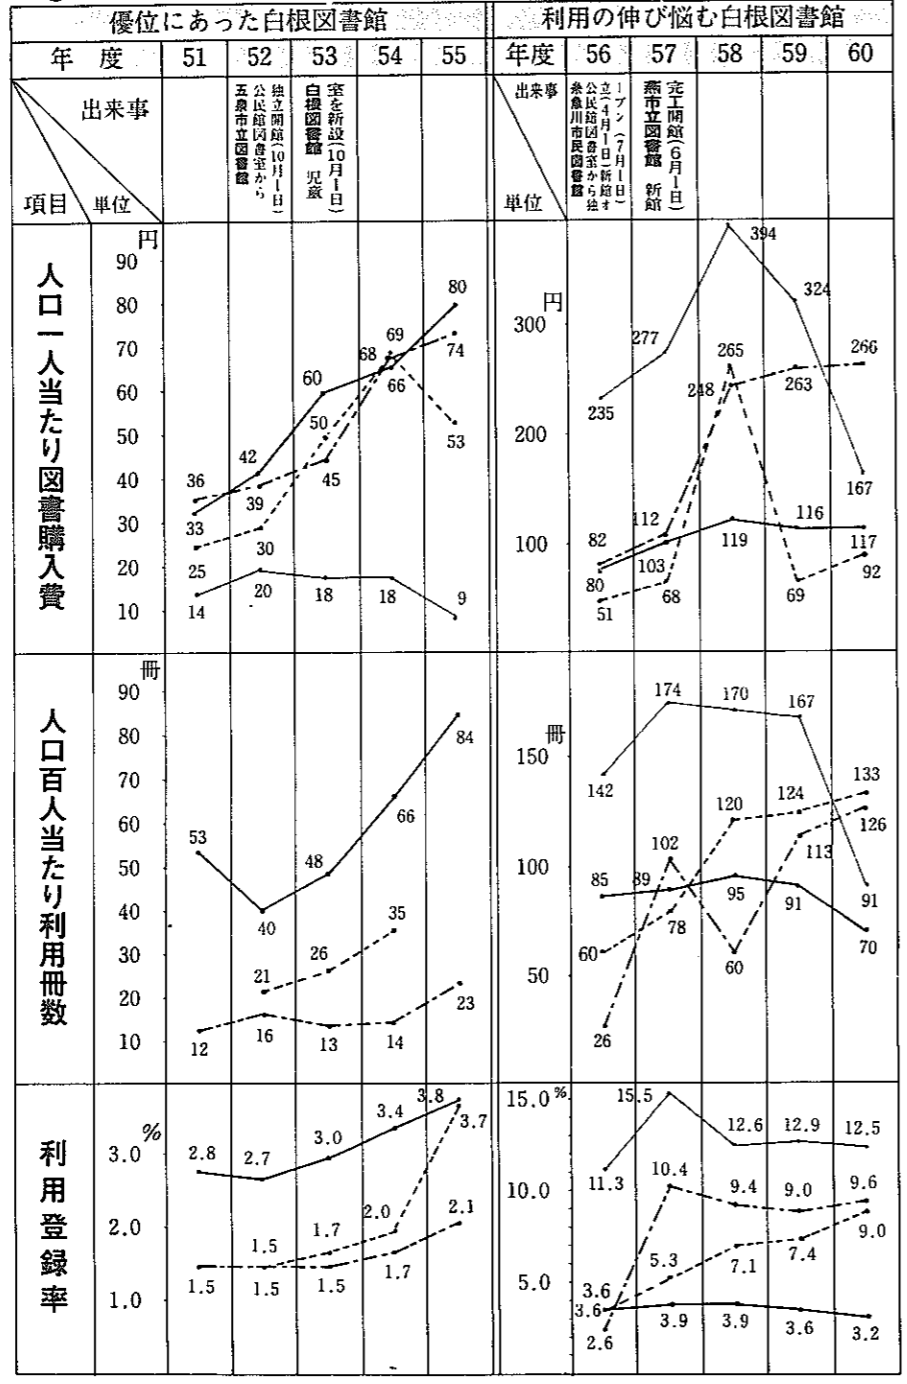 優位にあった白根図書館
利用の伸び悩む白根図書館
年度 51 52 53 54 55
年度 56 57 58 59 60
出来事
項目
単位
五泉市立図書館
公民館図書室から
独立開館(10月1日)
白根図書館 児童
室を新設(10月1日)
出来事
単位
糸魚川市民図書館
公民館図書室から独
立(4月1日)新館オ
ープン(7月1日)
燕市立図書館 新館
完工開館(6月1日)
人口一人当たり図書購入費
円
90
80
70
60
50
40
30
20
10
36 42 60 68 69 80
33 39 50 45 66 74
25 30 53
14 20 18 18 9
円
300
200
100
235 277 394 324 167
82 112 248 263 266
80 103 119 116 117
51 68 265 69 92
人口百人当たり利用冊数
冊
90
80
70
60
50
40
30
20
10
53 40 48 66 84
21 26 35
12 16 13 14 23
冊
150
100
50
142 174 170 167 91
85 89 95 91 70
60 78 120 124 133
26 102 60 113 126
利用登録率
%
3.0
2.0
1.0
2.8 2.7 3.0 3.4 3.8
1.5 1.7 2.0 3.7
1.5 1.5 1.5 1.7 2.1
15.0%
10.0
5.0
11.3 15.5 12.6 12.9 12.5
2.6 10.4 9.4 9.0 9.6
3.6 5.3 7.1 7.4 9.0
3.6 3.9 3.9 3.6 3.2